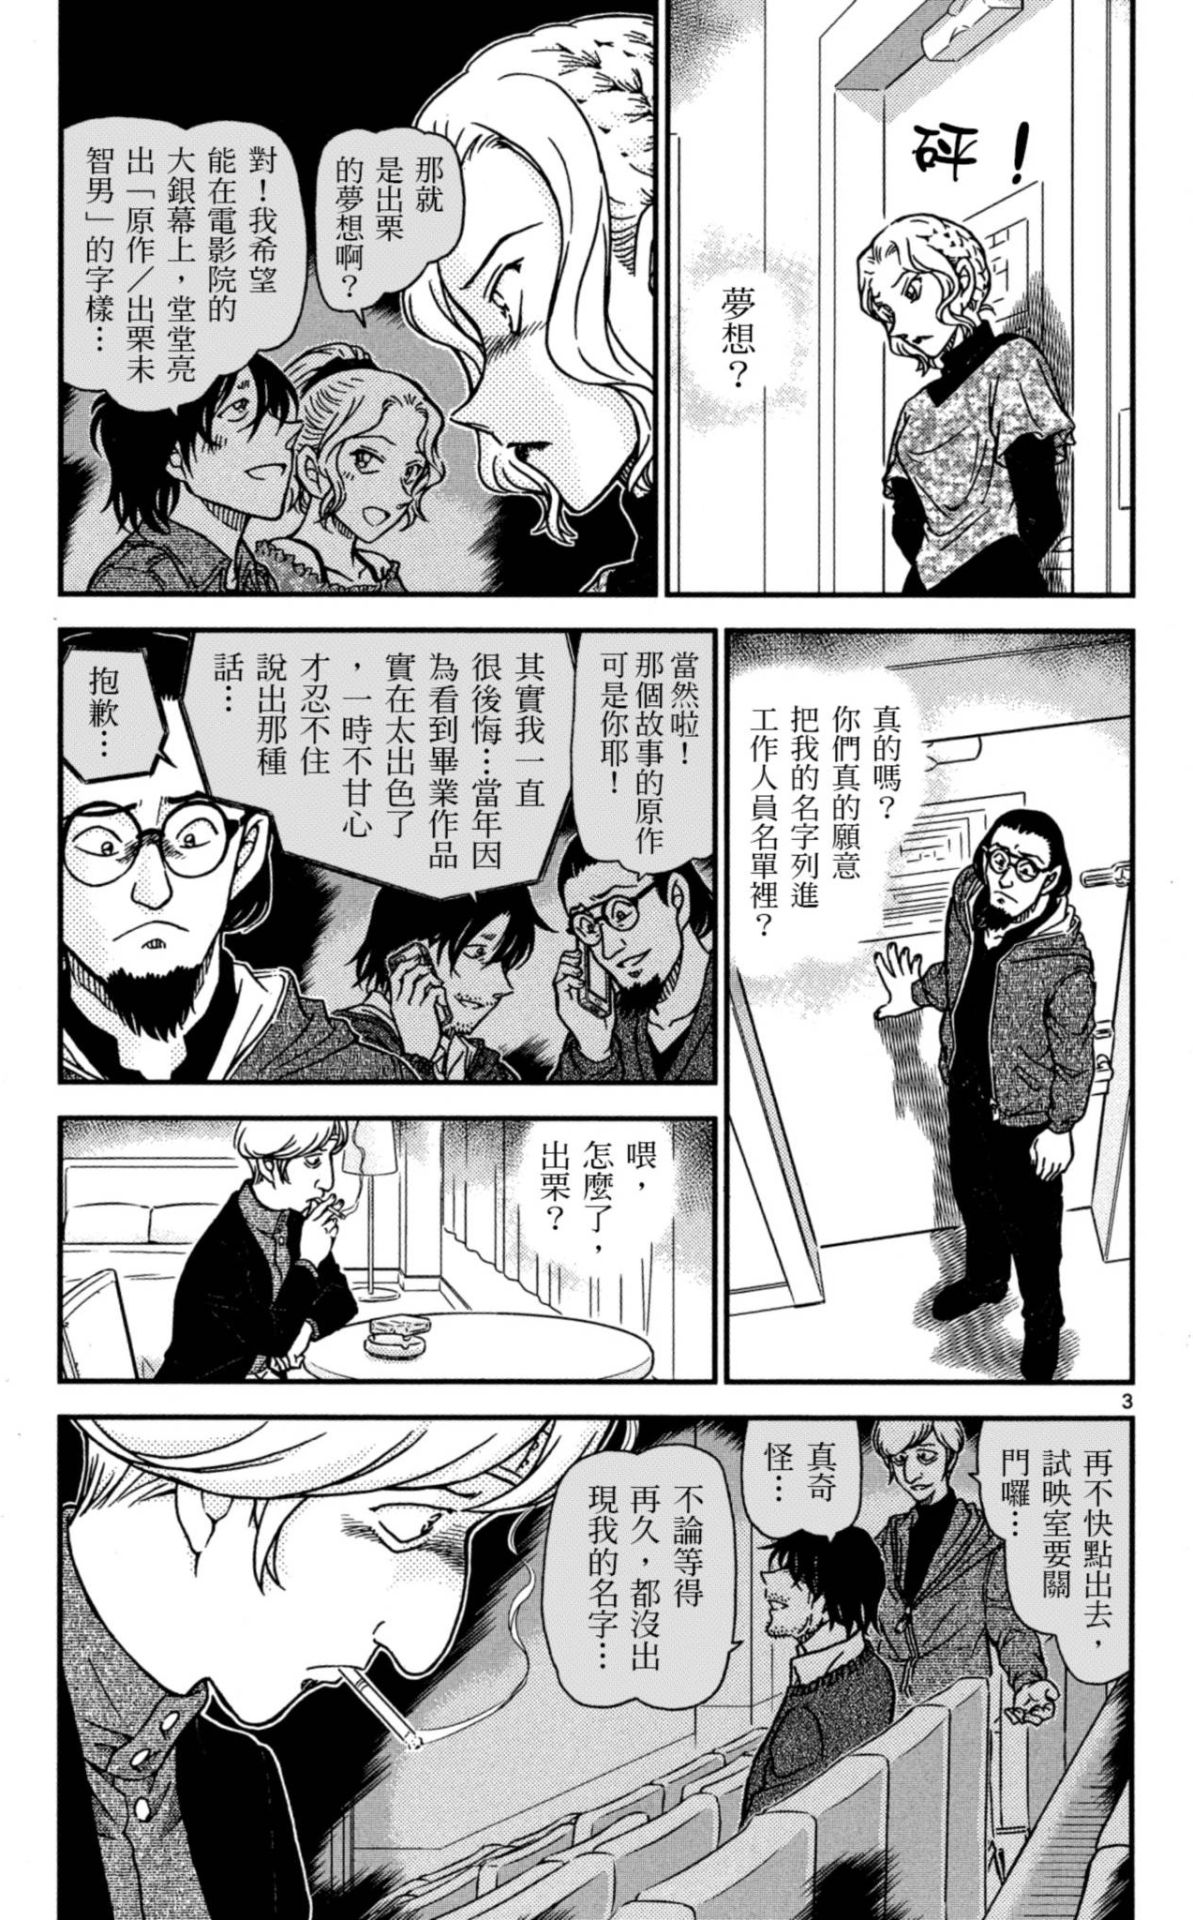 砰！
夢想？
那就
是出栗
的夢想啊？
對！我希望
能在電影院的
大銀幕上，堂堂亮
出「原作／出栗未
智男」的字樣…
真的嗎？
你們真的願意
把我的名字列進
工作人員名單裡？
當然啦！
那個故事的原作
可是你耶！
其實我一直
很後悔…當年因
為看到畢業作品
實在太出色了
，一時不甘心
才忍不住
說出那種
話…
抱歉…
喂，
怎麼了，
出栗？
3
再不快點出去，
試映室要關
門囉…
真奇
怪…
不論等得
再久，都沒出
現我的名字…